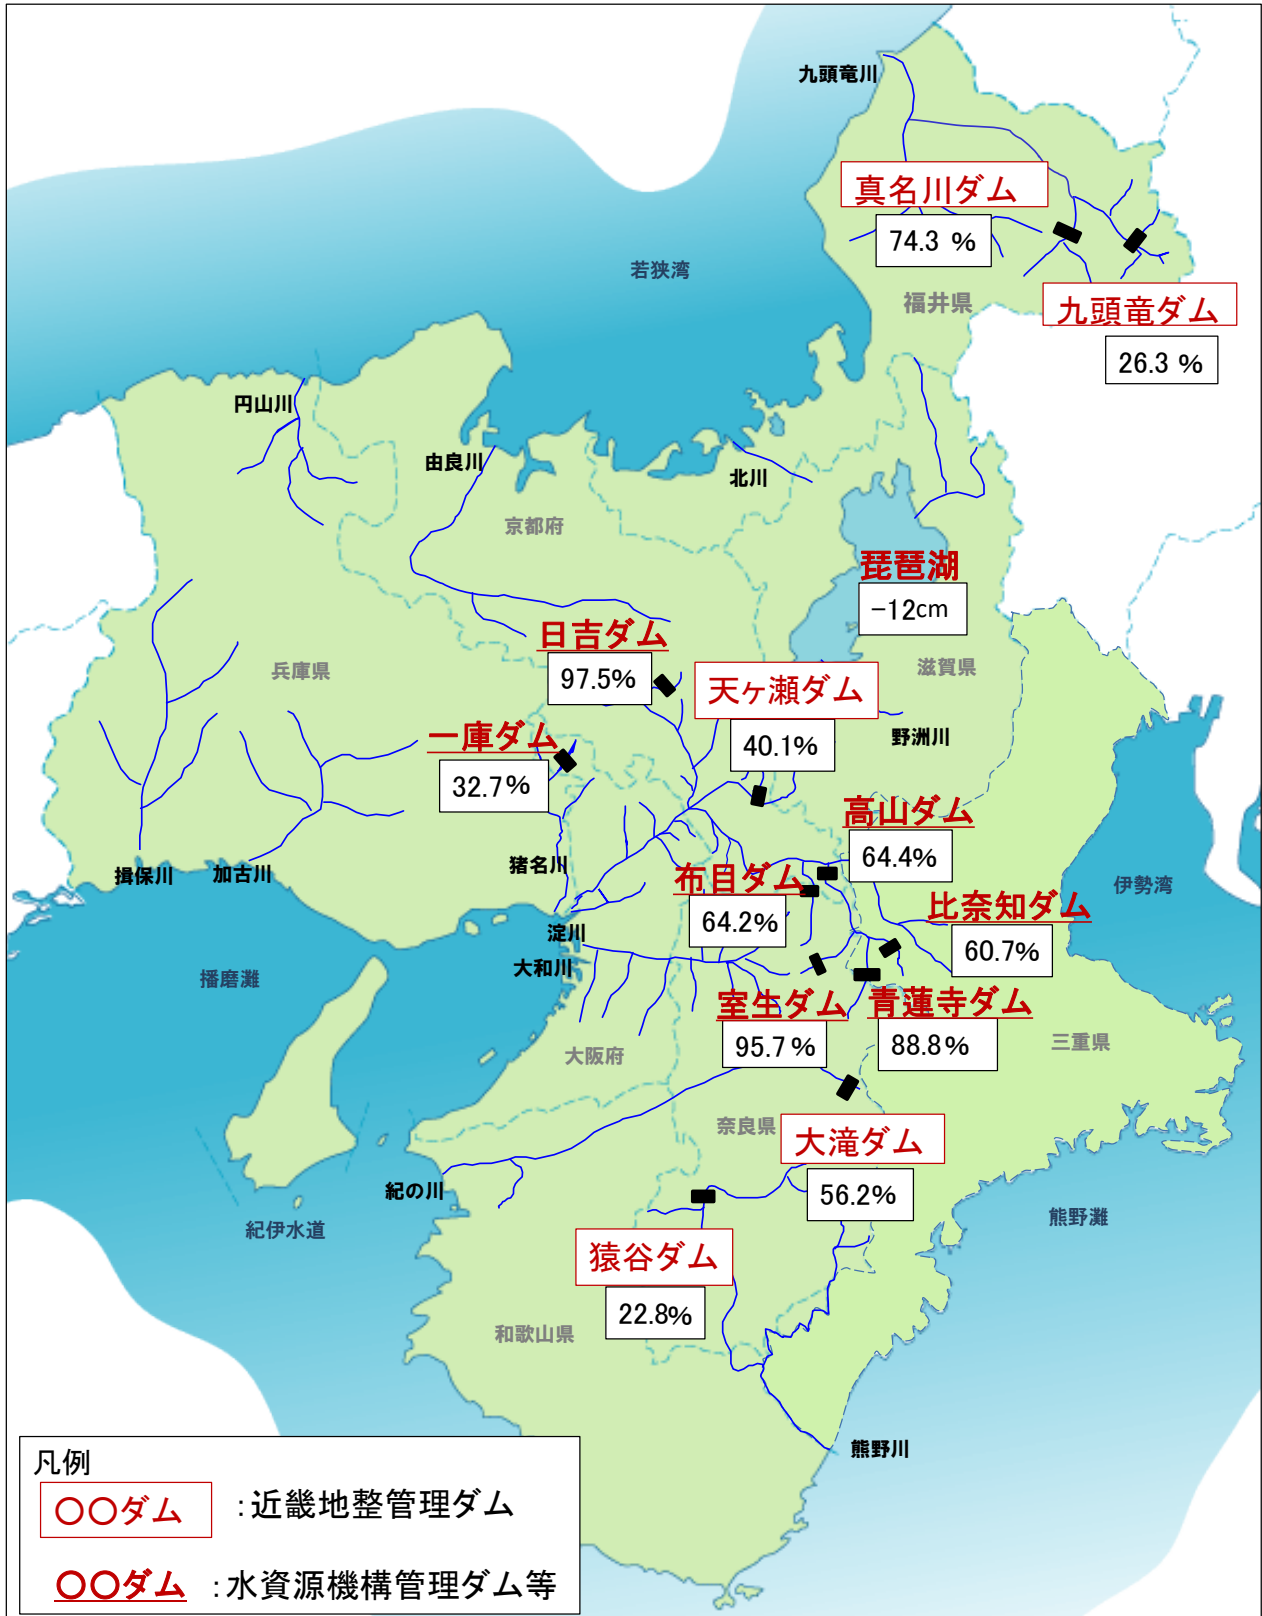 九頭竜川
真名川ダム
74.3 %
若狭湾
福井県
九頭竜ダム
26.3 %
円山川
由良川
北川
京都府
琵琶湖
−12cm
日吉ダム
97.5%
兵庫県
滋賀県
天ヶ瀬ダム
40.1%
野洲川
一庫ダム
32.7%
高山ダム
64.4%
猪名川
揖保川
加古川
布目ダム
64.2%
伊勢湾
比奈知ダム
60.7%
淀川
大和川
播磨灘
室生ダム
95.7%
青蓮寺ダム
88.8%
大阪府
三重県
奈良県
大滝ダム
56.2%
紀の川
紀伊水道
熊野灘
猿谷ダム
22.8%
和歌山県
熊野川
凡例
〇〇ダム :近畿地整管理ダム
〇〇ダム :水資源機構管理ダム等